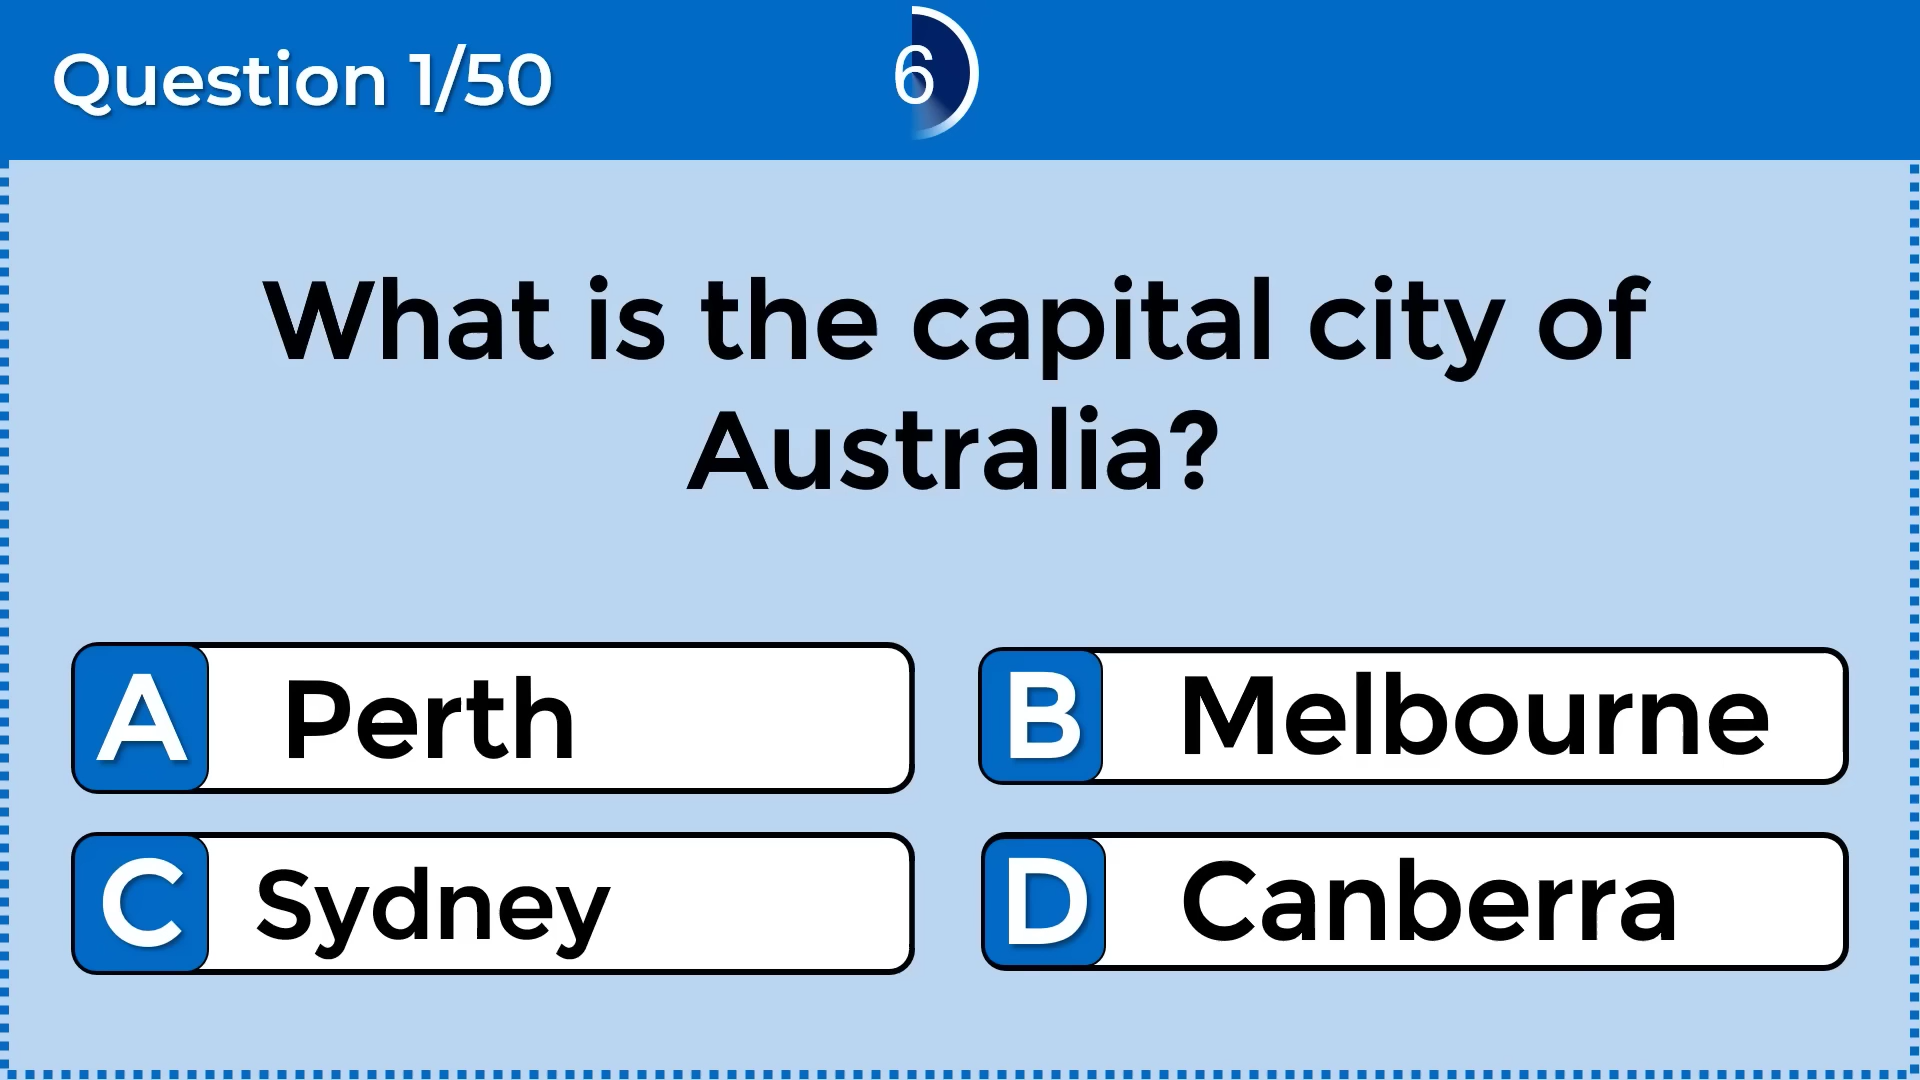 Question 1/50
6
What is the capital city of
Australia?
A Perth
B Melbourne
C Sydney
D Canberra